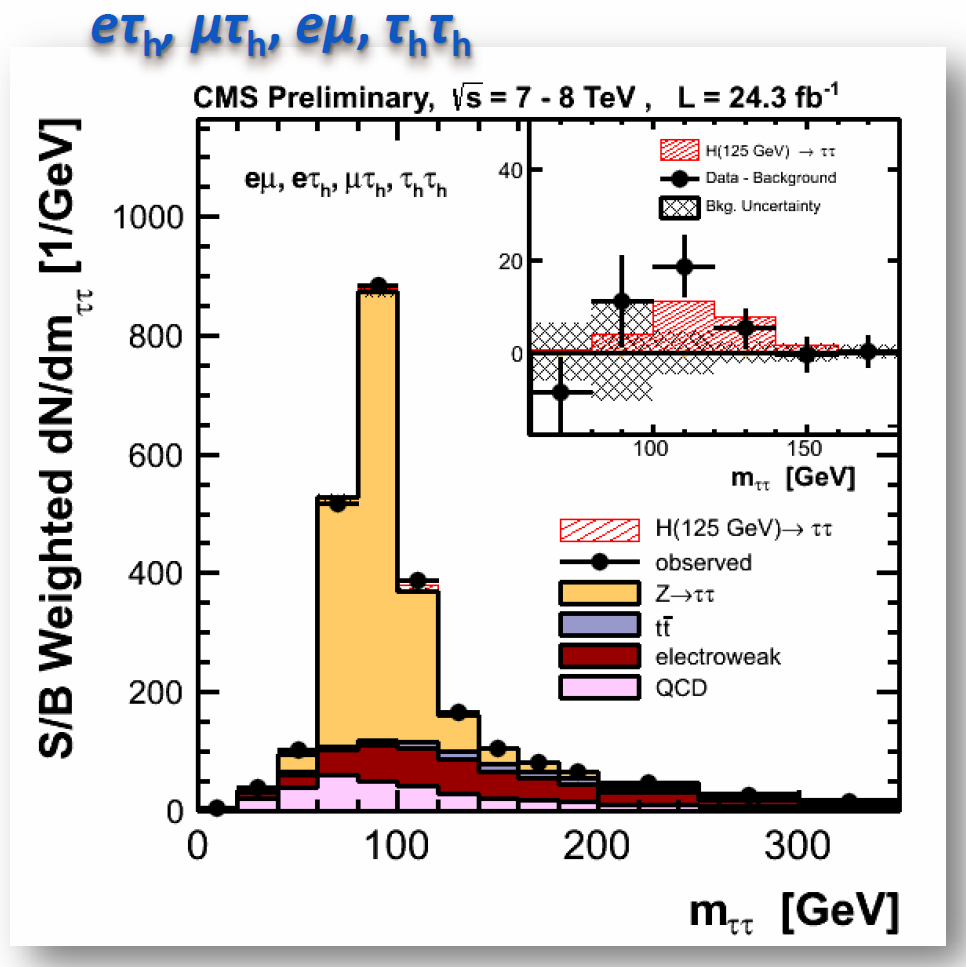 eτh, μτh, eμ, τhτh
CMS Preliminary, √s = 7 - 8 TeV , L = 24.3 fb-1
S/B Weighted dN/dmττ [1/GeV]
eμ, eτh, μτh, τhτh
1000
800
600
400
200
0
0 100 200 300
mττ [GeV]
H(125 GeV) → ττ
Data - Background
Bkg. Uncertainty
40
20
0
100 150
mττ [GeV]
H(125 GeV)→ ττ
observed
Z→ττ
tt̄
electroweak
QCD